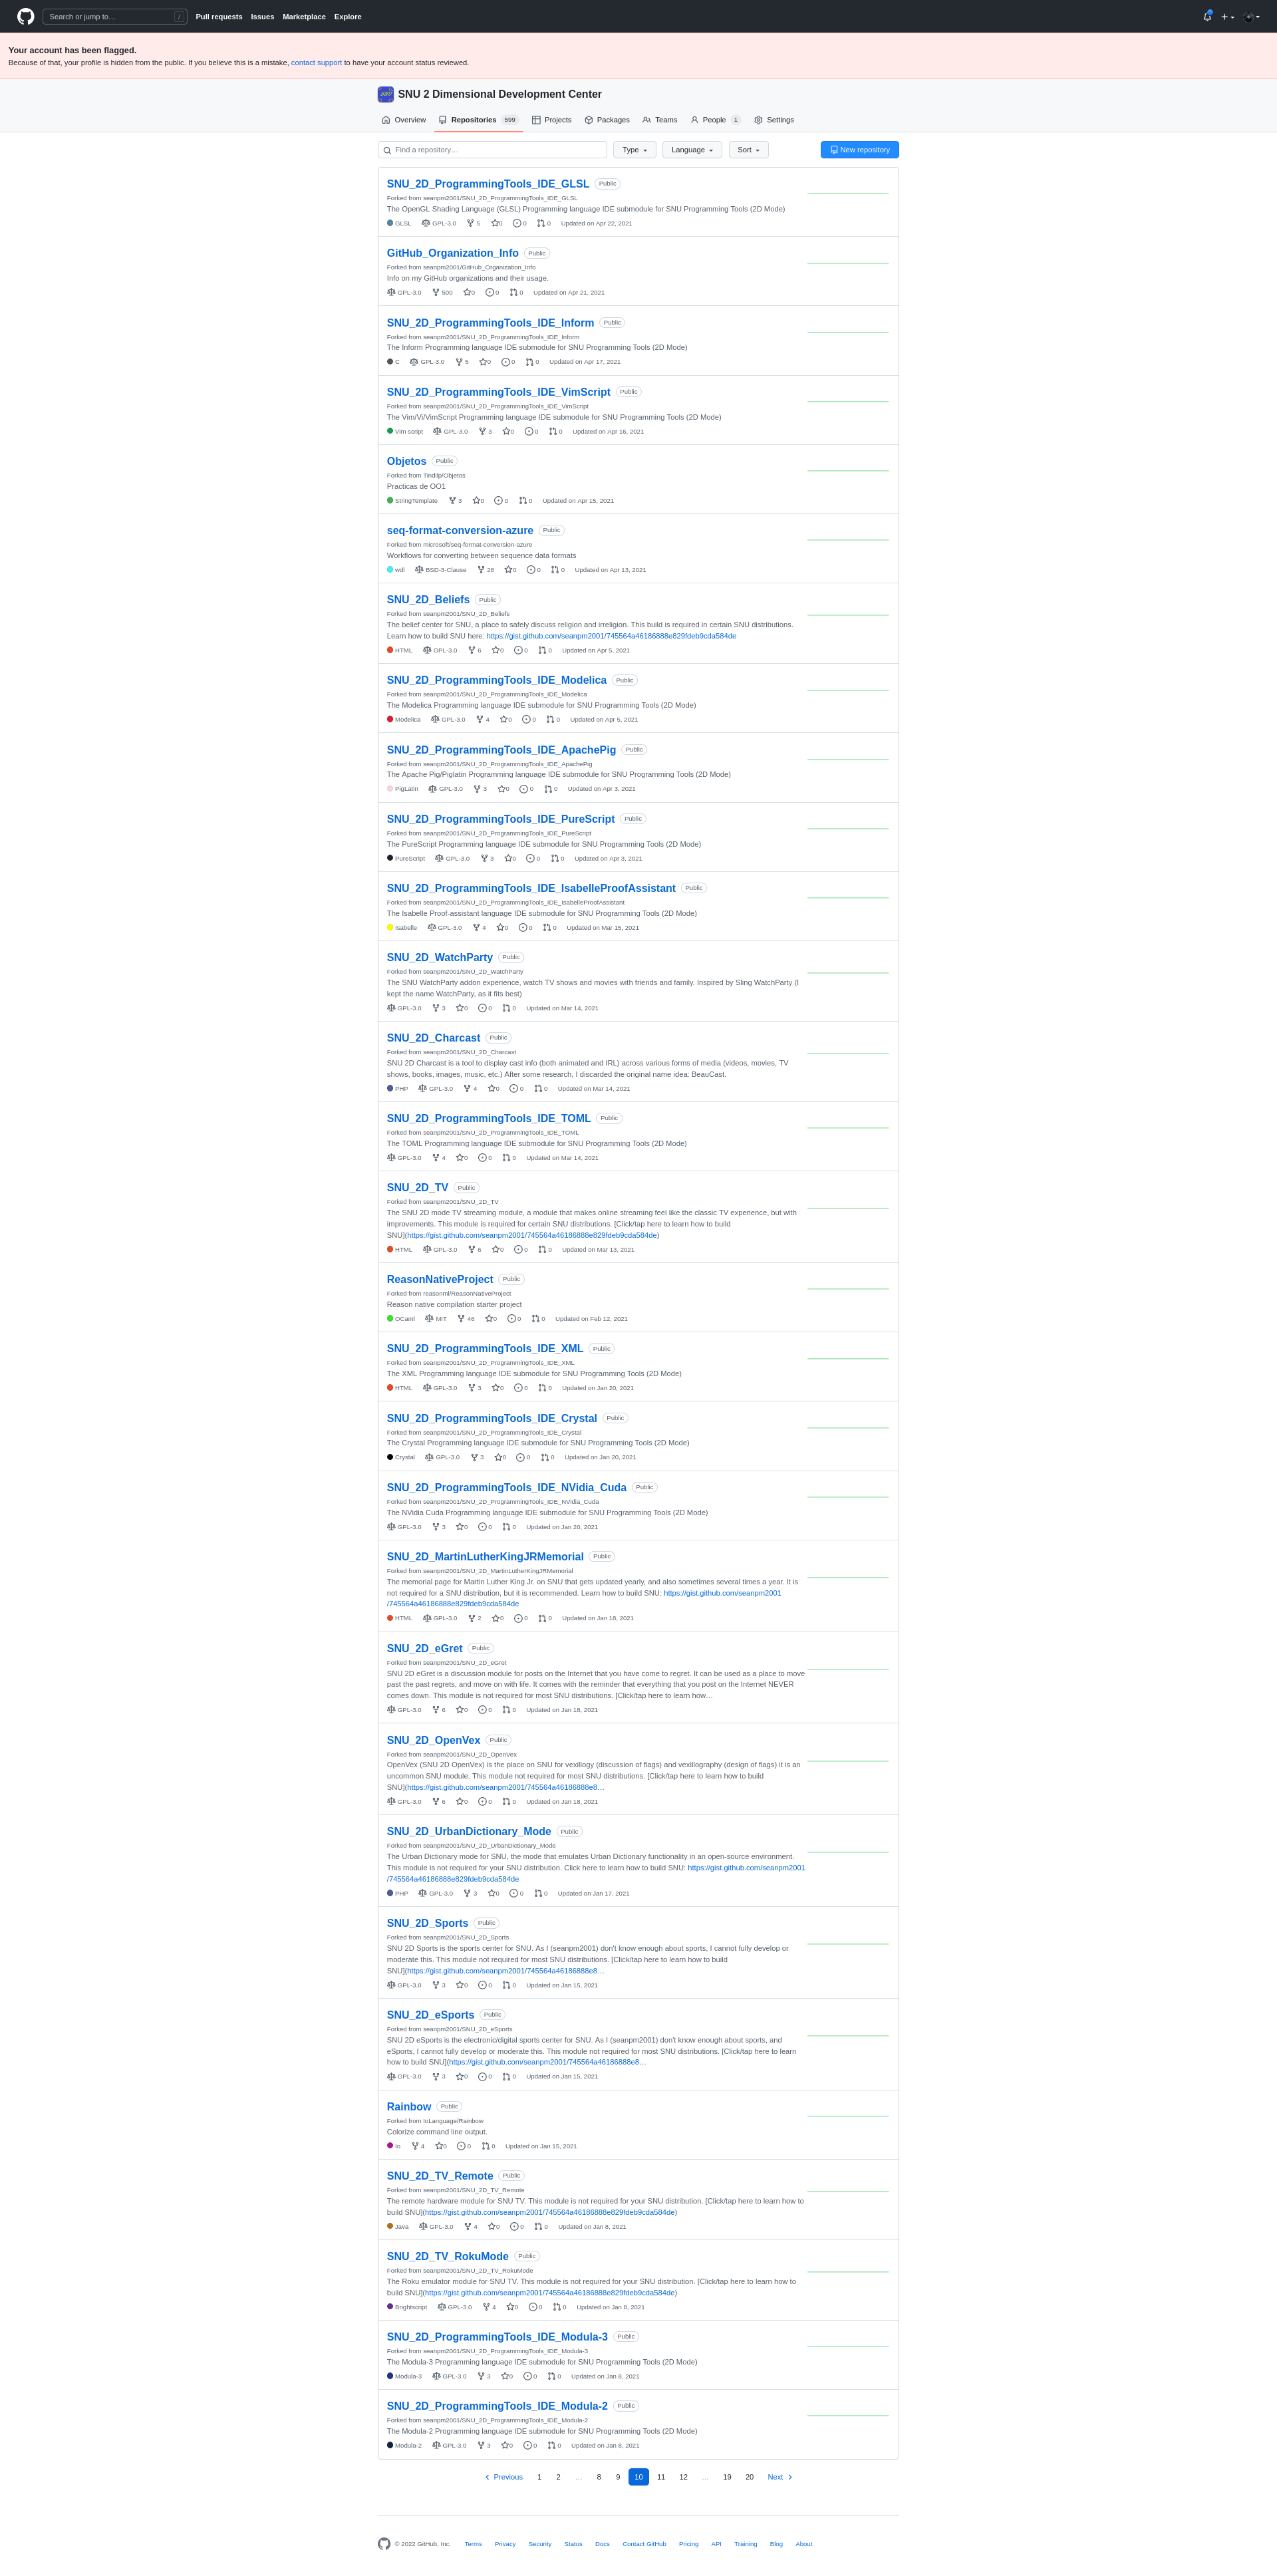 Search or jump to… /
Pull requests Issues Marketplace Explore
Your account has been flagged.
Because of that, your profile is hidden from the public. If you believe this is a mistake, contact support to have your account status reviewed.
SNU 2 Dimensional Development Center
Overview Repositories 599 Projects Packages Teams People 1 Settings
Find a repository… Type Language Sort New repository
SNU_2D_ProgrammingTools_IDE_GLSL Public
Forked from seanpm2001/SNU_2D_ProgrammingTools_IDE_GLSL
The OpenGL Shading Language (GLSL) Programming language IDE submodule for SNU Programming Tools (2D Mode)
GLSL GPL-3.0 5 0 0 0 Updated on Apr 22, 2021
GitHub_Organization_Info Public
Forked from seanpm2001/GitHub_Organization_Info
Info on my GitHub organizations and their usage.
GPL-3.0 500 0 0 0 Updated on Apr 21, 2021
SNU_2D_ProgrammingTools_IDE_Inform Public
Forked from seanpm2001/SNU_2D_ProgrammingTools_IDE_Inform
The Inform Programming language IDE submodule for SNU Programming Tools (2D Mode)
C GPL-3.0 5 0 0 0 Updated on Apr 17, 2021
SNU_2D_ProgrammingTools_IDE_VimScript Public
Forked from seanpm2001/SNU_2D_ProgrammingTools_IDE_VimScript
The Vim/Vi/VimScript Programming language IDE submodule for SNU Programming Tools (2D Mode)
Vim script GPL-3.0 3 0 0 0 Updated on Apr 16, 2021
Objetos Public
Forked from Tindilp/Objetos
Practicas de OO1
StringTemplate 3 0 0 0 Updated on Apr 15, 2021
seq-format-conversion-azure Public
Forked from microsoft/seq-format-conversion-azure
Workflows for converting between sequence data formats
wdl BSD-3-Clause 28 0 0 0 Updated on Apr 13, 2021
SNU_2D_Beliefs Public
Forked from seanpm2001/SNU_2D_Beliefs
The belief center for SNU, a place to safely discuss religion and irreligion. This build is required in certain SNU distributions.
Learn how to build SNU here: https://gist.github.com/seanpm2001/745564a46186888e829fdeb9cda584de
HTML GPL-3.0 6 0 0 0 Updated on Apr 5, 2021
SNU_2D_ProgrammingTools_IDE_Modelica Public
Forked from seanpm2001/SNU_2D_ProgrammingTools_IDE_Modelica
The Modelica Programming language IDE submodule for SNU Programming Tools (2D Mode)
Modelica GPL-3.0 4 0 0 0 Updated on Apr 5, 2021
SNU_2D_ProgrammingTools_IDE_ApachePig Public
Forked from seanpm2001/SNU_2D_ProgrammingTools_IDE_ApachePig
The Apache Pig/Piglatin Programming language IDE submodule for SNU Programming Tools (2D Mode)
PigLatin GPL-3.0 3 0 0 0 Updated on Apr 3, 2021
SNU_2D_ProgrammingTools_IDE_PureScript Public
Forked from seanpm2001/SNU_2D_ProgrammingTools_IDE_PureScript
The PureScript Programming language IDE submodule for SNU Programming Tools (2D Mode)
PureScript GPL-3.0 3 0 0 0 Updated on Apr 3, 2021
SNU_2D_ProgrammingTools_IDE_IsabelleProofAssistant Public
Forked from seanpm2001/SNU_2D_ProgrammingTools_IDE_IsabelleProofAssistant
The Isabelle Proof-assistant language IDE submodule for SNU Programming Tools (2D Mode)
Isabelle GPL-3.0 4 0 0 0 Updated on Mar 15, 2021
SNU_2D_WatchParty Public
Forked from seanpm2001/SNU_2D_WatchParty
The SNU WatchParty addon experience, watch TV shows and movies with friends and family. Inspired by Sling WatchParty (I
kept the name WatchParty, as it fits best)
GPL-3.0 3 0 0 0 Updated on Mar 14, 2021
SNU_2D_Charcast Public
Forked from seanpm2001/SNU_2D_Charcast
SNU 2D Charcast is a tool to display cast info (both animated and IRL) across various forms of media (videos, movies, TV
shows, books, images, music, etc.) After some research, I discarded the original name idea: BeauCast.
PHP GPL-3.0 4 0 0 0 Updated on Mar 14, 2021
SNU_2D_ProgrammingTools_IDE_TOML Public
Forked from seanpm2001/SNU_2D_ProgrammingTools_IDE_TOML
The TOML Programming language IDE submodule for SNU Programming Tools (2D Mode)
GPL-3.0 4 0 0 0 Updated on Mar 14, 2021
SNU_2D_TV Public
Forked from seanpm2001/SNU_2D_TV
The SNU 2D mode TV streaming module, a module that makes online streaming feel like the classic TV experience, but with
improvements. This module is required for certain SNU distributions. [Click/tap here to learn how to build
SNU](https://gist.github.com/seanpm2001/745564a46186888e829fdeb9cda584de)
HTML GPL-3.0 6 0 0 0 Updated on Mar 13, 2021
ReasonNativeProject Public
Forked from reasonml/ReasonNativeProject
Reason native compilation starter project
OCaml MIT 46 0 0 0 Updated on Feb 12, 2021
SNU_2D_ProgrammingTools_IDE_XML Public
Forked from seanpm2001/SNU_2D_ProgrammingTools_IDE_XML
The XML Programming language IDE submodule for SNU Programming Tools (2D Mode)
HTML GPL-3.0 3 0 0 0 Updated on Jan 20, 2021
SNU_2D_ProgrammingTools_IDE_Crystal Public
Forked from seanpm2001/SNU_2D_ProgrammingTools_IDE_Crystal
The Crystal Programming language IDE submodule for SNU Programming Tools (2D Mode)
Crystal GPL-3.0 3 0 0 0 Updated on Jan 20, 2021
SNU_2D_ProgrammingTools_IDE_NVidia_Cuda Public
Forked from seanpm2001/SNU_2D_ProgrammingTools_IDE_NVidia_Cuda
The NVidia Cuda Programming language IDE submodule for SNU Programming Tools (2D Mode)
GPL-3.0 3 0 0 0 Updated on Jan 20, 2021
SNU_2D_MartinLutherKingJRMemorial Public
Forked from seanpm2001/SNU_2D_MartinLutherKingJRMemorial
The memorial page for Martin Luther King Jr. on SNU that gets updated yearly, and also sometimes several times a year. It is
not required for a SNU distribution, but it is recommended. Learn how to build SNU: https://gist.github.com/seanpm2001
/745564a46186888e829fdeb9cda584de
HTML GPL-3.0 2 0 0 0 Updated on Jan 18, 2021
SNU_2D_eGret Public
Forked from seanpm2001/SNU_2D_eGret
SNU 2D eGret is a discussion module for posts on the Internet that you have come to regret. It can be used as a place to move
past the past regrets, and move on with life. It comes with the reminder that everything that you post on the Internet NEVER
comes down. This module is not required for most SNU distributions. [Click/tap here to learn how…
GPL-3.0 6 0 0 0 Updated on Jan 18, 2021
SNU_2D_OpenVex Public
Forked from seanpm2001/SNU_2D_OpenVex
OpenVex (SNU 2D OpenVex) is the place on SNU for vexillogy (discussion of flags) and vexillography (design of flags) it is an
uncommon SNU module. This module not required for most SNU distributions. [Click/tap here to learn how to build
SNU](https://gist.github.com/seanpm2001/745564a46186888e8…
GPL-3.0 6 0 0 0 Updated on Jan 18, 2021
SNU_2D_UrbanDictionary_Mode Public
Forked from seanpm2001/SNU_2D_UrbanDictionary_Mode
The Urban Dictionary mode for SNU, the mode that emulates Urban Dictionary functionality in an open-source environment.
This module is not required for your SNU distribution. Click here to learn how to build SNU: https://gist.github.com/seanpm2001
/745564a46186888e829fdeb9cda584de
PHP GPL-3.0 3 0 0 0 Updated on Jan 17, 2021
SNU_2D_Sports Public
Forked from seanpm2001/SNU_2D_Sports
SNU 2D Sports is the sports center for SNU. As I (seanpm2001) don't know enough about sports, I cannot fully develop or
moderate this. This module not required for most SNU distributions. [Click/tap here to learn how to build
SNU](https://gist.github.com/seanpm2001/745564a46186888e8…
GPL-3.0 3 0 0 0 Updated on Jan 15, 2021
SNU_2D_eSports Public
Forked from seanpm2001/SNU_2D_eSports
SNU 2D eSports is the electronic/digital sports center for SNU. As I (seanpm2001) don't know enough about sports, and
eSports, I cannot fully develop or moderate this. This module not required for most SNU distributions. [Click/tap here to learn
how to build SNU](https://gist.github.com/seanpm2001/745564a46186888e8…
GPL-3.0 3 0 0 0 Updated on Jan 15, 2021
Rainbow Public
Forked from IoLanguage/Rainbow
Colorize command line output.
Io 4 0 0 0 Updated on Jan 15, 2021
SNU_2D_TV_Remote Public
Forked from seanpm2001/SNU_2D_TV_Remote
The remote hardware module for SNU TV. This module is not required for your SNU distribution. [Click/tap here to learn how to
build SNU](https://gist.github.com/seanpm2001/745564a46186888e829fdeb9cda584de)
Java GPL-3.0 4 0 0 0 Updated on Jan 8, 2021
SNU_2D_TV_RokuMode Public
Forked from seanpm2001/SNU_2D_TV_RokuMode
The Roku emulator module for SNU TV. This module is not required for your SNU distribution. [Click/tap here to learn how to
build SNU](https://gist.github.com/seanpm2001/745564a46186888e829fdeb9cda584de)
Brightscript GPL-3.0 4 0 0 0 Updated on Jan 8, 2021
SNU_2D_ProgrammingTools_IDE_Modula-3 Public
Forked from seanpm2001/SNU_2D_ProgrammingTools_IDE_Modula-3
The Modula-3 Programming language IDE submodule for SNU Programming Tools (2D Mode)
Modula-3 GPL-3.0 3 0 0 0 Updated on Jan 8, 2021
SNU_2D_ProgrammingTools_IDE_Modula-2 Public
Forked from seanpm2001/SNU_2D_ProgrammingTools_IDE_Modula-2
The Modula-2 Programming language IDE submodule for SNU Programming Tools (2D Mode)
Modula-2 GPL-3.0 3 0 0 0 Updated on Jan 8, 2021
Previous 1 2 … 8 9 10 11 12 … 19 20 Next
© 2022 GitHub, Inc. Terms Privacy Security Status Docs Contact GitHub Pricing API Training Blog About